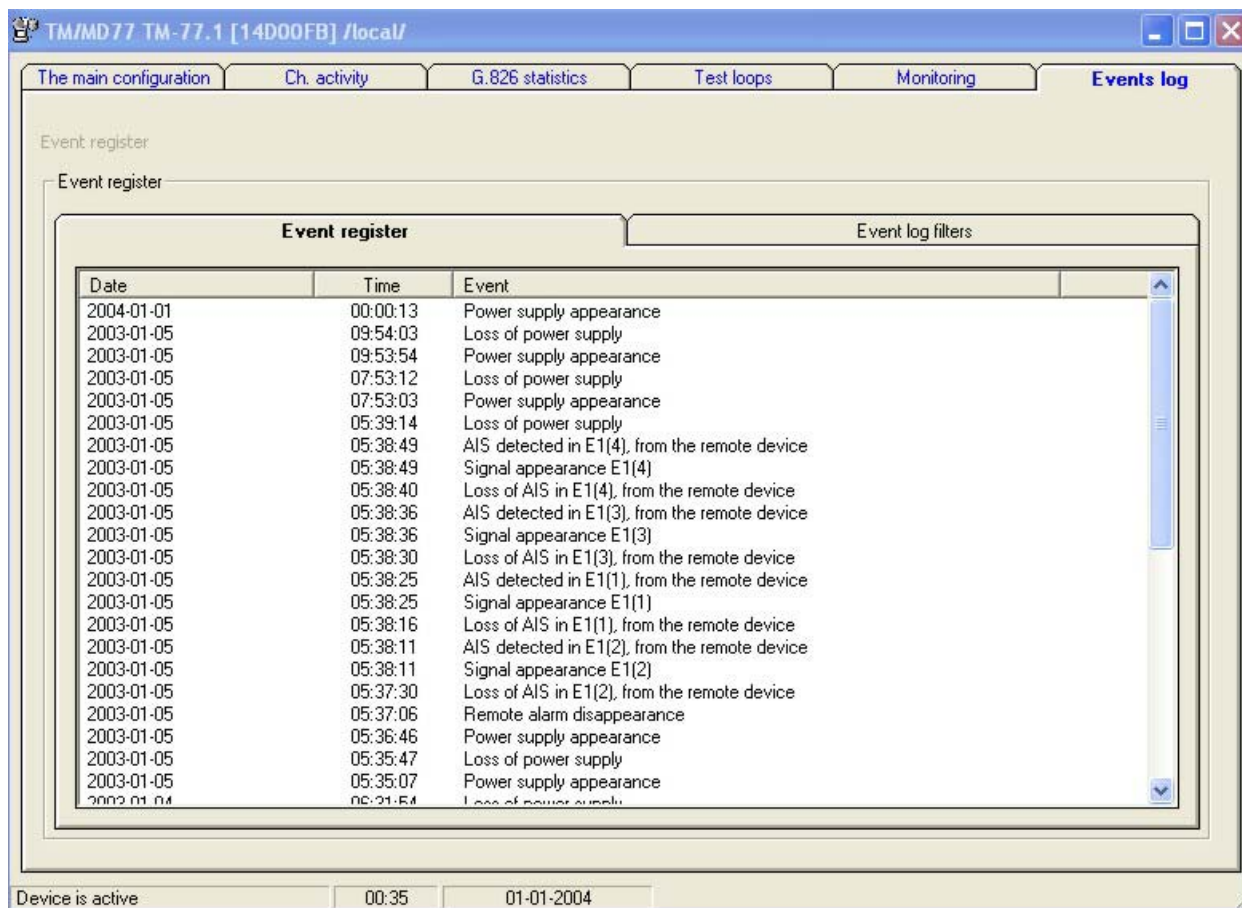 TM/MD77 TM-77.1 [14D00FB] /local/
The main configuration Ch. activity G.826 statistics Test loops Monitoring Events log
Event register
Event register
Event register Event log filters
Date Time Event
2004-01-01 00:00:13 Power supply appearance
2003-01-05 09:54:03 Loss of power supply
2003-01-05 09:53:54 Power supply appearance
2003-01-05 07:53:12 Loss of power supply
2003-01-05 07:53:03 Power supply appearance
2003-01-05 05:39:14 Loss of power supply
2003-01-05 05:38:49 AIS detected in E1(4), from the remote device
2003-01-05 05:38:49 Signal appearance E1(4)
2003-01-05 05:38:40 Loss of AIS in E1(4), from the remote device
2003-01-05 05:38:36 AIS detected in E1(3), from the remote device
2003-01-05 05:38:36 Signal appearance E1(3)
2003-01-05 05:38:30 Loss of AIS in E1(3), from the remote device
2003-01-05 05:38:25 AIS detected in E1(1), from the remote device
2003-01-05 05:38:25 Signal appearance E1(1)
2003-01-05 05:38:16 Loss of AIS in E1(1), from the remote device
2003-01-05 05:38:11 AIS detected in E1(2), from the remote device
2003-01-05 05:38:11 Signal appearance E1(2)
2003-01-05 05:37:30 Loss of AIS in E1(2), from the remote device
2003-01-05 05:37:06 Remote alarm disappearance
2003-01-05 05:36:46 Power supply appearance
2003-01-05 05:35:47 Loss of power supply
2003-01-05 05:35:07 Power supply appearance
2003-01-04 06:31:54 Loss of power supply
Device is active 00:35 01-01-2004